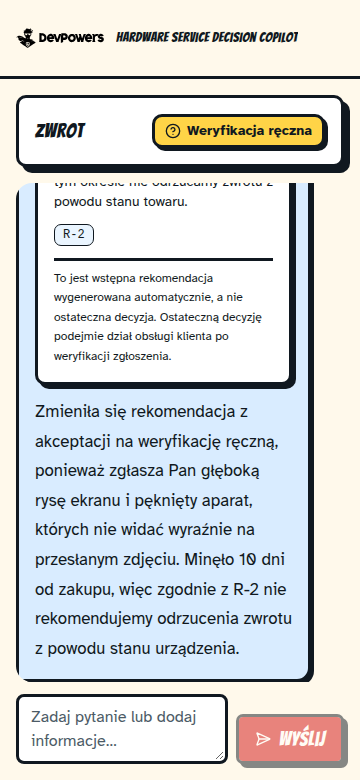 DevPowers HARDWARE SERVICE DECISION COPILOT
ZWROT
Weryfikacja ręczna
tym okresie nie odrzucamy zwrotu z
powodu stanu towaru.
R-2
To jest wstępna rekomendacja
wygenerowana automatycznie, a nie
ostateczna decyzja. Ostateczną decyzję
podejmie dział obsługi klienta po
weryfikacji zgłoszenia.
Zmieniła się rekomendacja z
akceptacji na weryfikację ręczną,
ponieważ zgłasza Pan głęboką
rysę ekranu i pęknięty aparat,
których nie widać wyraźnie na
przesłanym zdjęciu. Minęło 10 dni
od zakupu, więc zgodnie z R-2 nie
rekomendujemy odrzucenia zwrotu
z powodu stanu urządzenia.
Zadaj pytanie lub dodaj
informacje...
WYŚLIJ